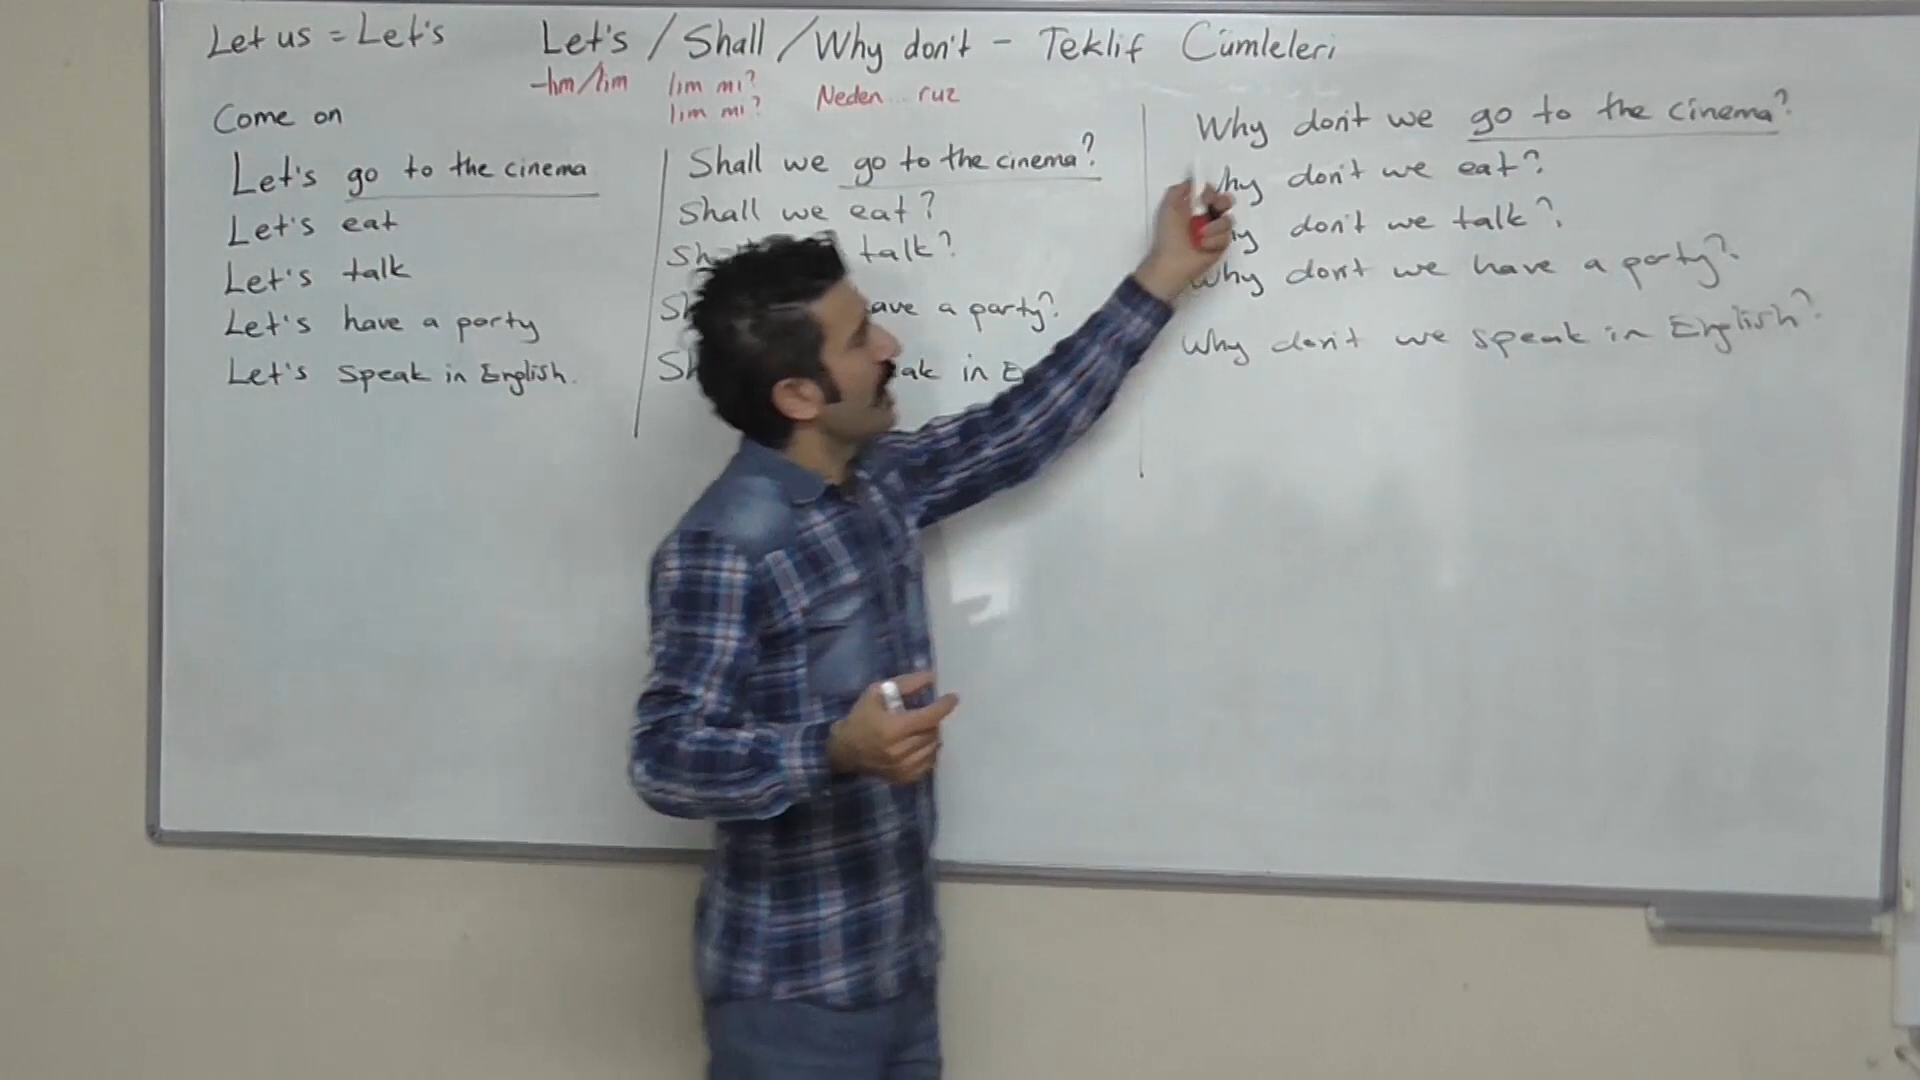 Let us = Let's
Let's / Shall / Why don't - Teklif Cümleleri
-lım/lim
lım mı?
lim mi?
Neden... ruz
Come on
Let's go to the cinema
Let's eat
Let's talk
Let's have a party
Let's speak in English.
Shall we go to the cinema?
Shall we eat?
talk?
a party?
in
Why don't we go to the cinema?
don't we eat?
don't we talk?
Why don't we have a party?
Why don't we speak in English?